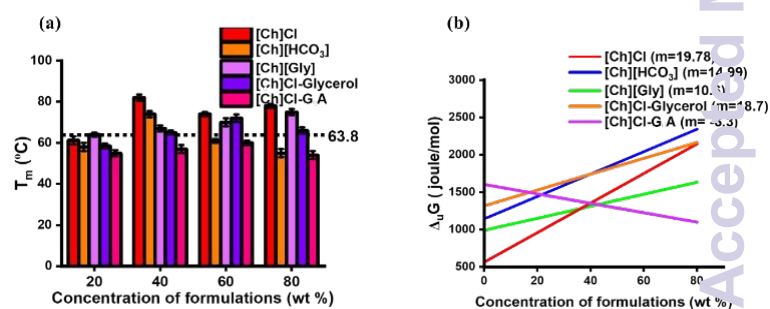 (a)
[Ch]Cl
[Ch][HCO₃]
[Ch][Gly]
[Ch]Cl-Glycerol
[Ch]Cl-G A
100
80
60
40
20
0
Tm (ºC)
63.8
20 40 60 80
Concentration of formulations (wt %)
(b)
[Ch]Cl (m=19.78)
[Ch][HCO₃] (m=14.99)
[Ch][Gly]
[Ch]Cl-Glycerol (m=18.7)
[Ch]Cl-G A
3000
2500
2000
1500
1000
500
ΔuG ( joule/mol)
0 20 40 60 80
Concentration of formulations (wt %)
Accepted